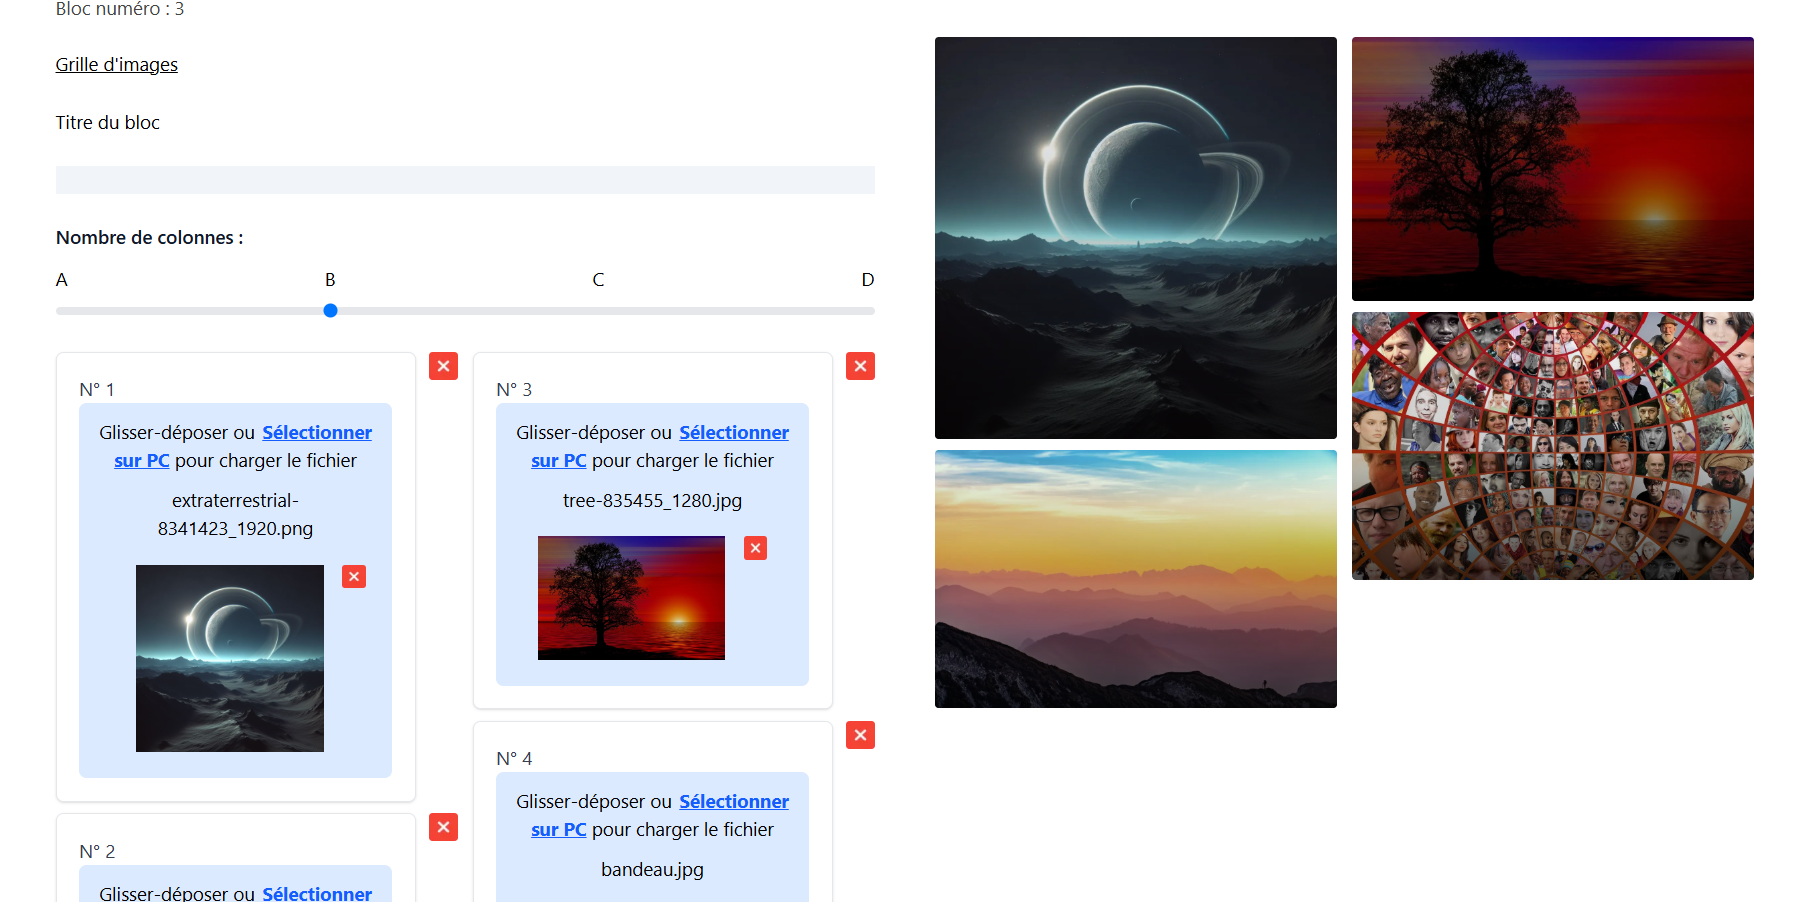 Bloc numéro : 3
Grille d'images
Titre du bloc
Nombre de colonnes :
A B C D
N° 1
Glisser-déposer ou Sélectionner
sur PC pour charger le fichier
extraterrestrial-
8341423_1920.png
N° 2
Glisser-déposer ou Sélectionner
N° 3
Glisser-déposer ou Sélectionner
sur PC pour charger le fichier
tree-835455_1280.jpg
N° 4
Glisser-déposer ou Sélectionner
sur PC pour charger le fichier
bandeau.jpg